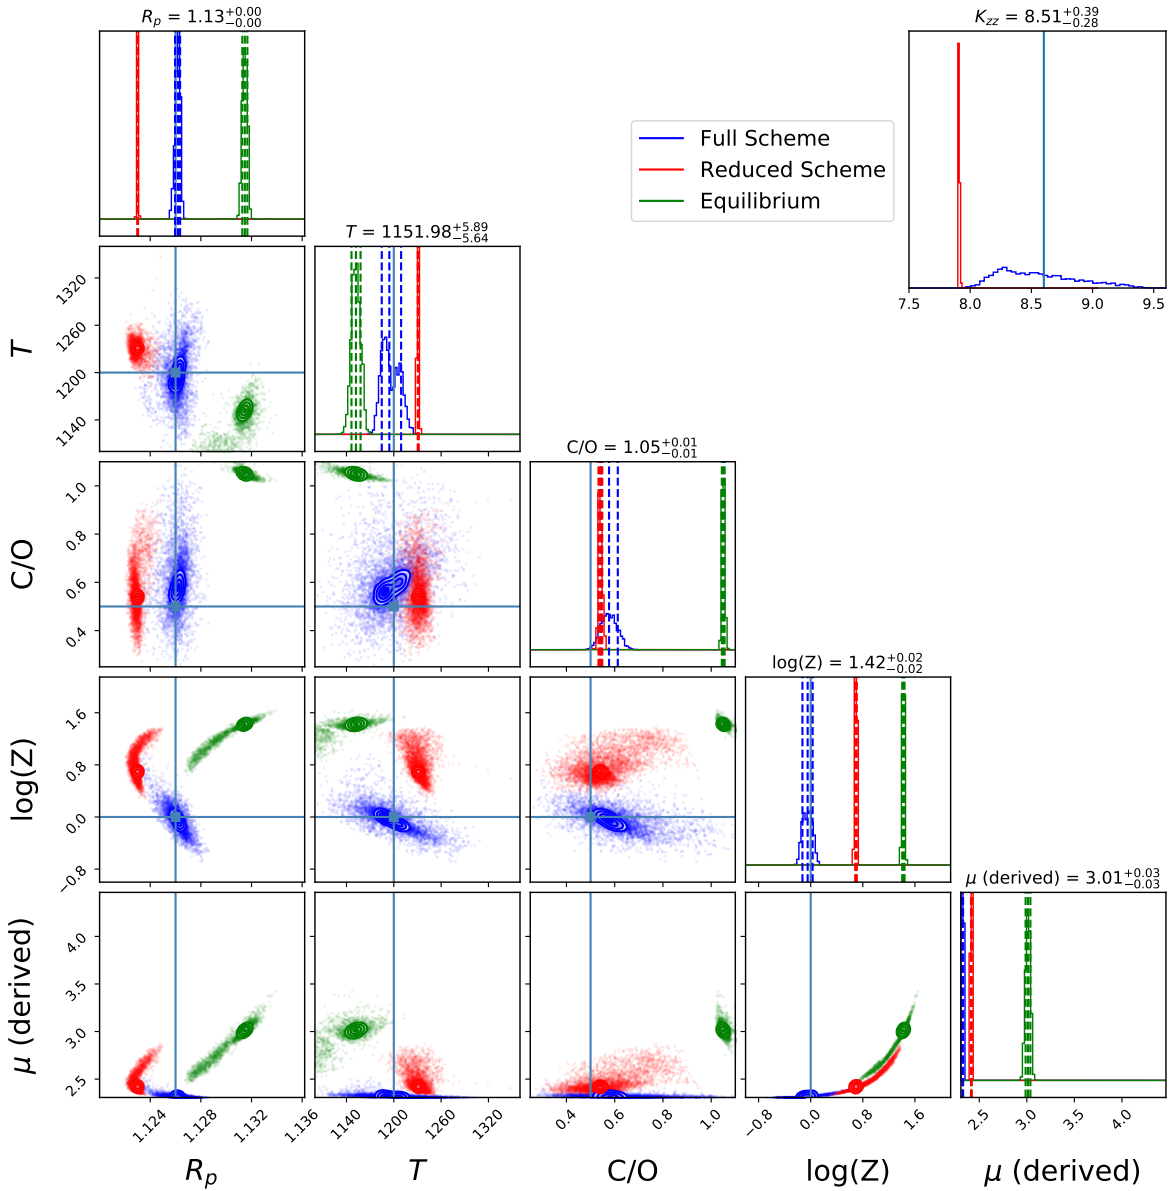 R_p = 1.13^{+0.00}_{-0.00}
K_{zz} = 8.51^{+0.39}_{-0.28}
Full Scheme
Reduced Scheme
Equilibrium
7.5 8.0 8.5 9.0 9.5
T = 1151.98^{+5.89}_{-5.64}
T
1320
1260
1200
1140
C/O = 1.05^{+0.01}_{-0.01}
C/O
1.0
0.8
0.6
0.4
log(Z) = 1.42^{+0.02}_{-0.02}
log(Z)
1.6
0.8
0.0
−0.8
μ (derived) = 3.01^{+0.03}_{-0.03}
μ (derived)
4.0
3.5
3.0
2.5
1.124 1.128 1.132 1.136 1140 1200 1260 1320 0.4 0.6 0.8 1.0 −0.8 0.0 0.8 1.6 2.5 3.0 3.5 4.0
R_p T C/O log(Z) μ (derived)